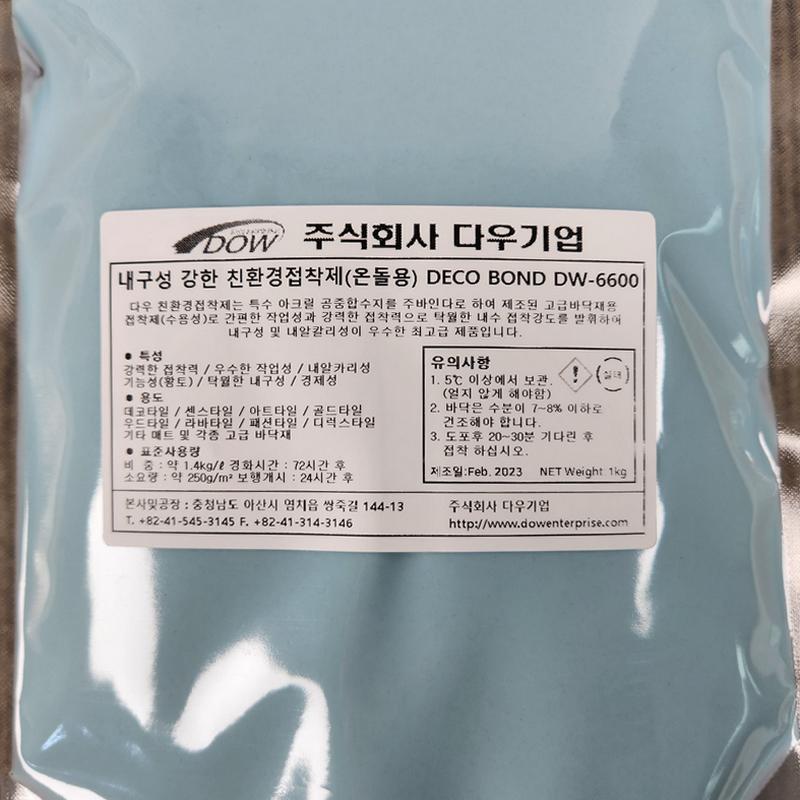 DOW 주식회사 다우기업
내구성 강한 친환경접착제(온돌용) DECO BOND DW-6600
다우 친환경접착제는 특수 아크릴 공중합수지를 주바인다로 하여 제조된 고급바닥재용
접착제(수용성)로 간편한 작업성과 강력한 접착력으로 탁월한 내수 접착강도를 발휘하며
내구성 및 내알칼리성이 우수한 최고급 제품입니다.
● 특성
강력한 접착력 / 우수한 작업성 / 내알카리성
기능성(황토) / 탁월한 내구성 / 경제성
● 용도
데코타일 / 센스타일 / 아트타일 / 골드타일
우드타일 / 라바타일 / 패션타일 / 디럭스타일
기타 매트 및 각종 고급 바닥재
● 표준사용량
비 중 : 약 1.4kg/ℓ 경화시간 : 72시간 후
소요량 : 약 250g/m² 보행개시 : 24시간 후
유의사항
1. 5℃ 이상에서 보관.
(얼지 않게 해야함)
2. 바닥은 수분이 7~8% 이하로
건조해야 합니다.
3. 도포후 20~30분 기다린 후
접착 하십시오.
제조일:Feb. 2023 NET Weight 1kg
본사및공장 : 충청남도 아산시 염치읍 쌍죽길 144-13
T. +82-41-545-3145 F. +82-41-314-3146
주식회사 다우기업
http://www.dowenterprise.com